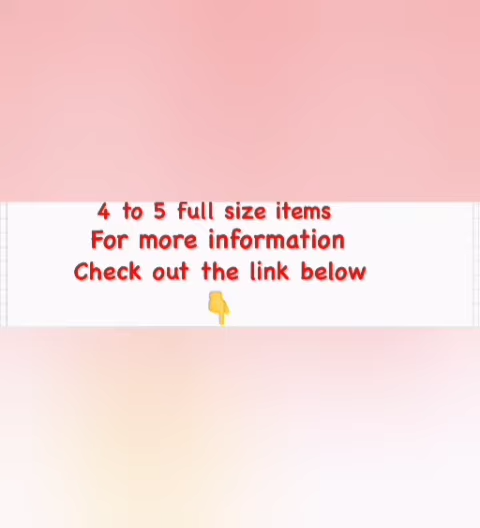 4 to 5 full size items
For more information
Check out the link below
👇